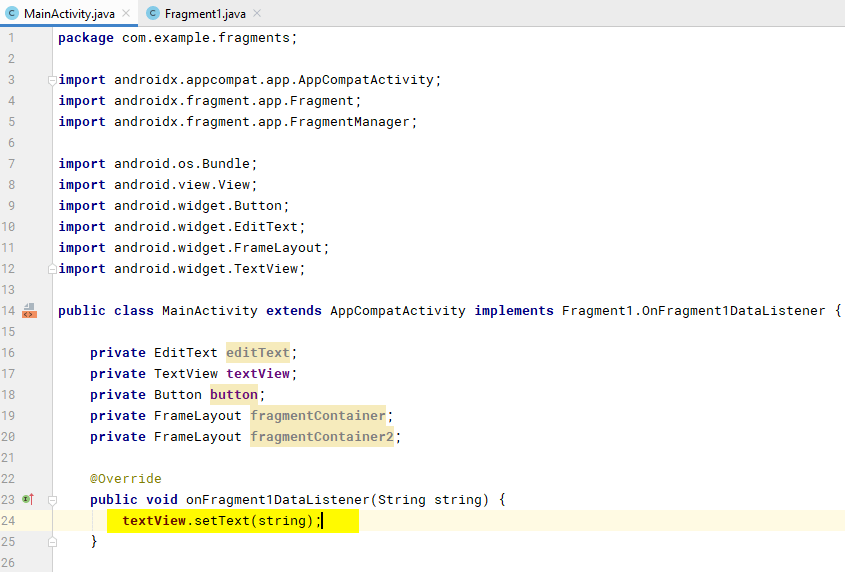 MainActivity.java Fragment1.java
1 package com.example.fragments;
2
3 import androidx.appcompat.app.AppCompatActivity;
4 import androidx.fragment.app.Fragment;
5 import androidx.fragment.app.FragmentManager;
6
7 import android.os.Bundle;
8 import android.view.View;
9 import android.widget.Button;
10 import android.widget.EditText;
11 import android.widget.FrameLayout;
12 import android.widget.TextView;
13
14 public class MainActivity extends AppCompatActivity implements Fragment1.OnFragment1DataListener {
15
16 private EditText editText;
17 private TextView textView;
18 private Button button;
19 private FrameLayout fragmentContainer;
20 private FrameLayout fragmentContainer2;
21
22 @Override
23 public void onFragment1DataListener(String string) {
24 textView.setText(string);
25 }
26